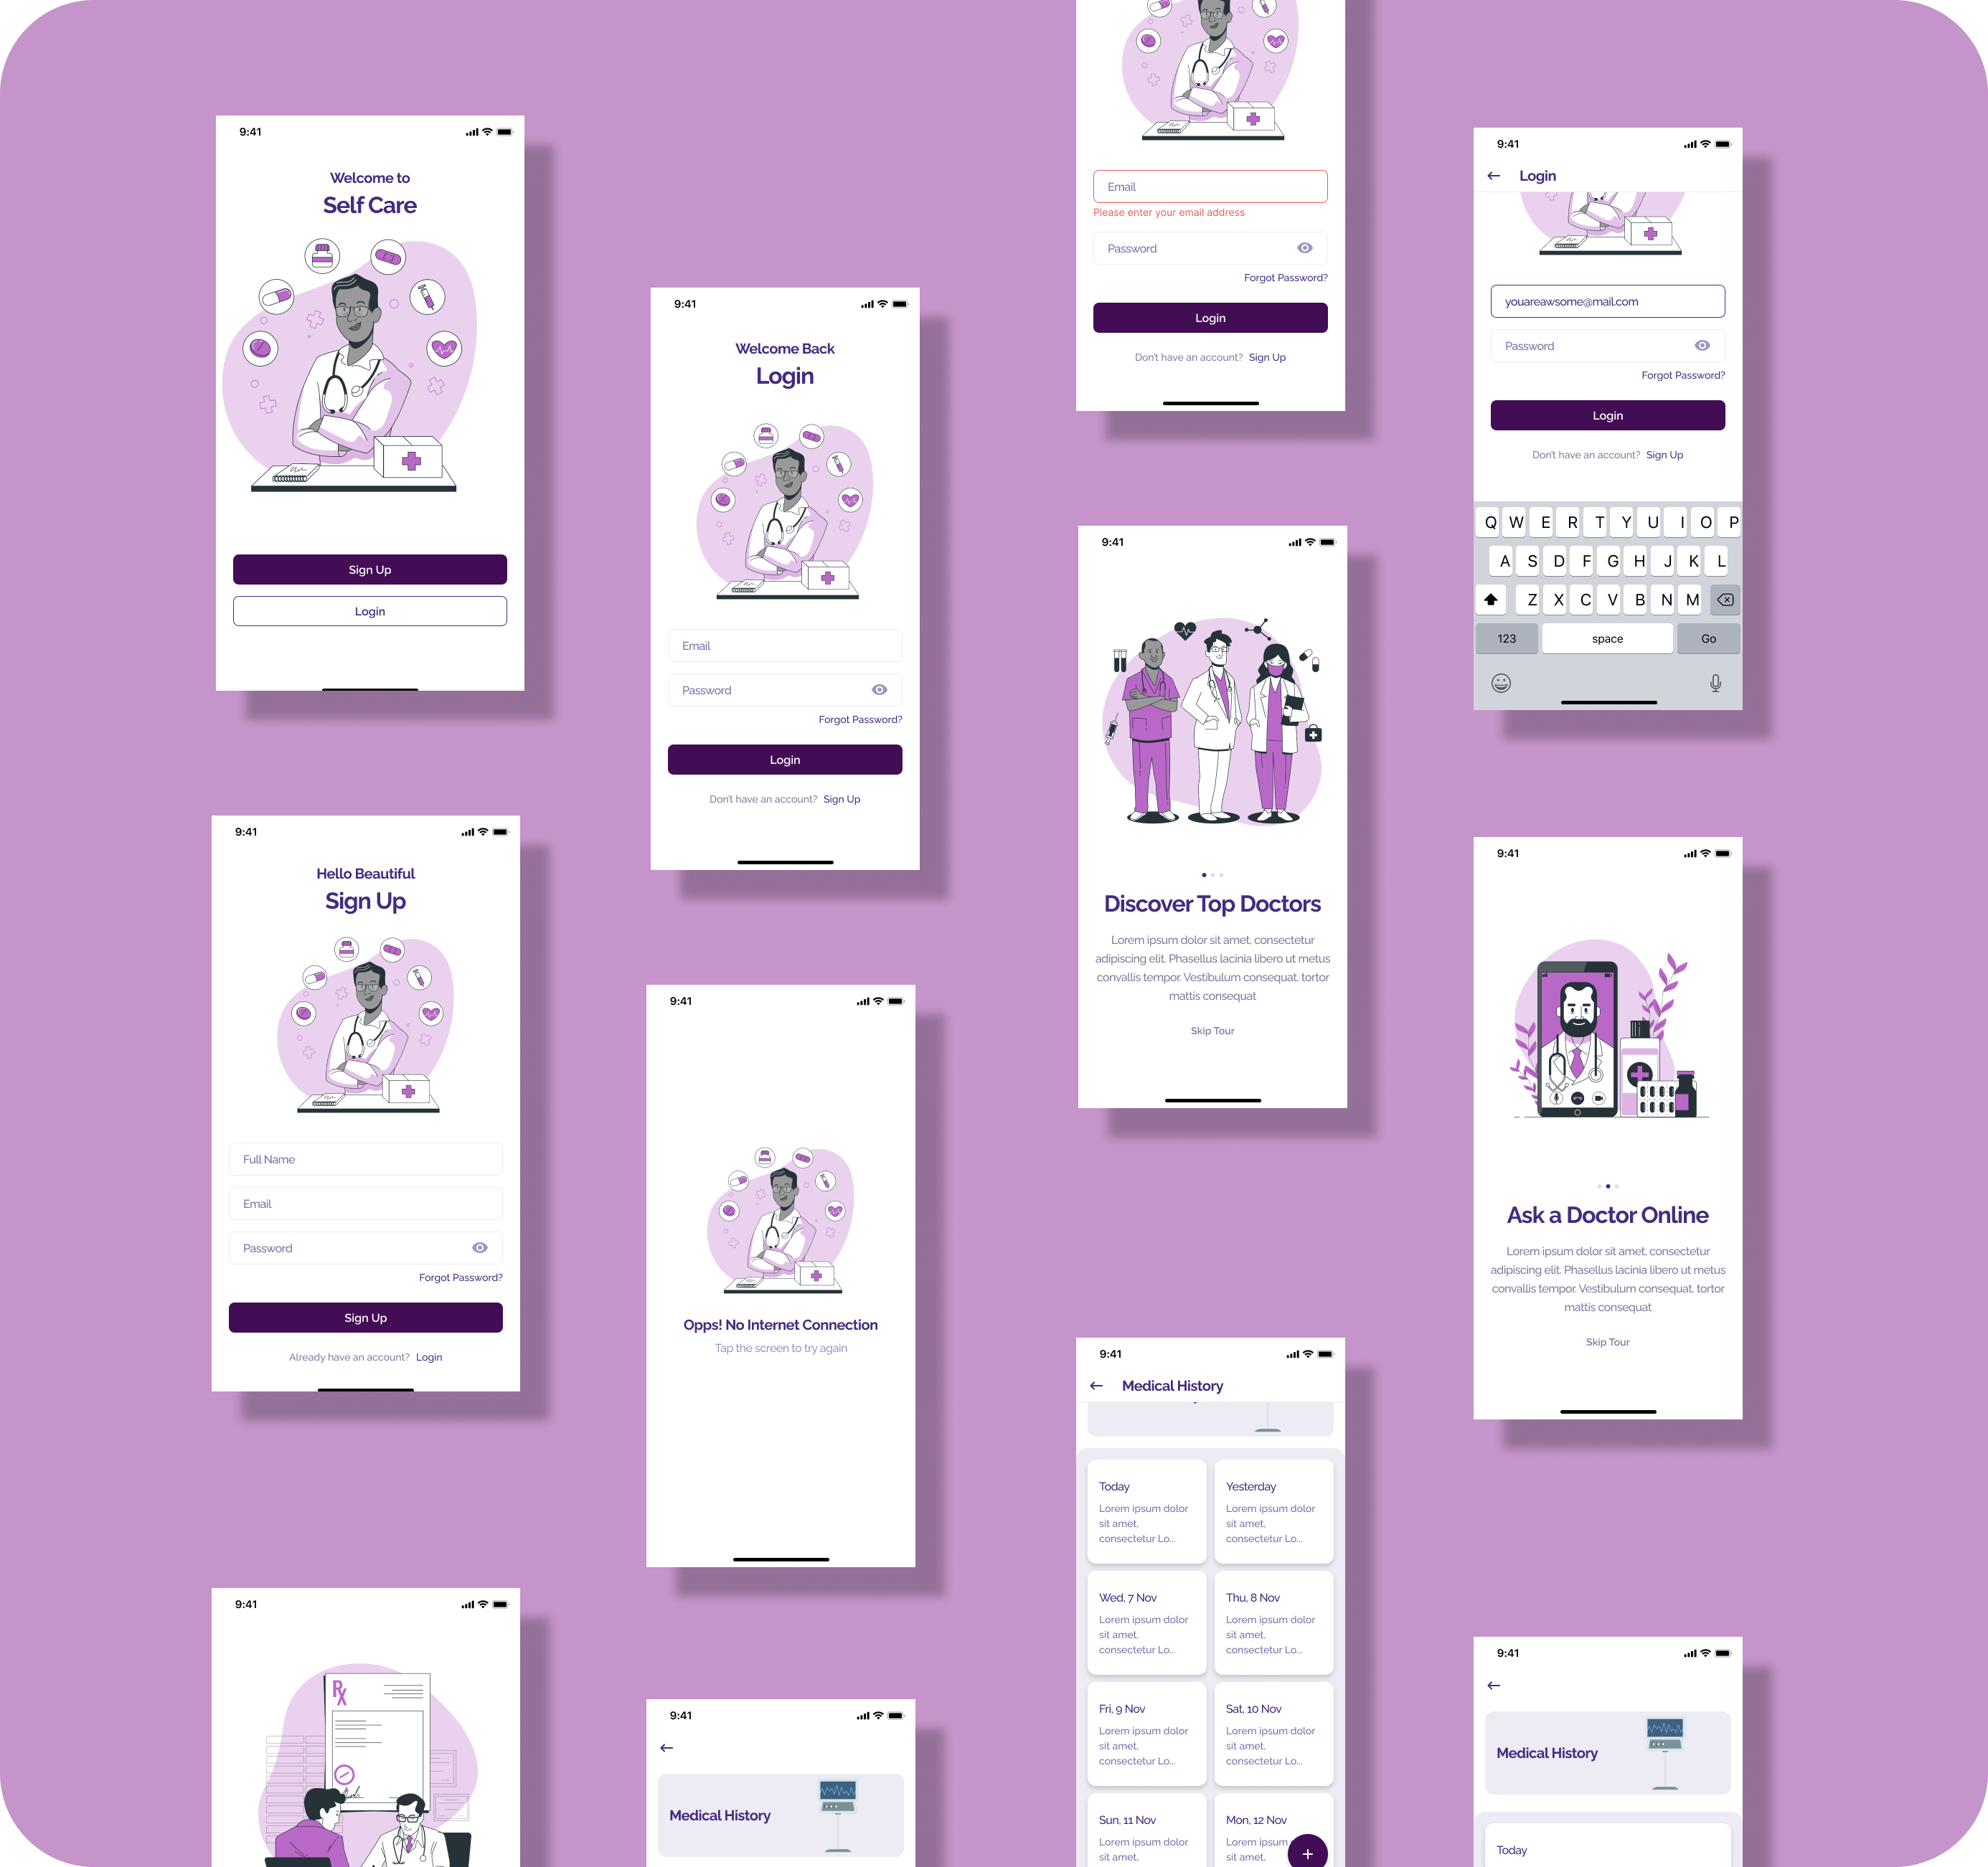 9:41
Welcome to
Self Care
Sign Up
Login
9:41
Hello Beautiful
Sign Up
Full Name
Email
Password
Forgot Password?
Sign Up
Already have an account? Login
9:41
RX
9:41
Welcome Back
Login
Email
Password
Forgot Password?
Login
Don't have an account? Sign Up
9:41
Opps! No Internet Connection
Tap the screen to try again
9:41
Medical History
Email
Please enter your email address
Password
Forgot Password?
Login
Don't have an account? Sign Up
9:41
Discover Top Doctors
Lorem ipsum dolor sit amet, consectetur
adipiscing elit. Phasellus lacinia libero ut metus
convallis tempor. Vestibulum consequat, tortor
mattis consequat
Skip Tour
9:41
Medical History
Today
Lorem ipsum dolor
sit amet,
consectetur Lo...
Yesterday
Lorem ipsum dolor
sit amet,
consectetur Lo...
Wed, 7 Nov
Lorem ipsum dolor
sit amet,
consectetur Lo...
Thu, 8 Nov
Lorem ipsum dolor
sit amet,
consectetur Lo...
Fri, 9 Nov
Lorem ipsum dolor
sit amet,
consectetur Lo...
Sat, 10 Nov
Lorem ipsum dolor
sit amet,
consectetur Lo...
Sun, 11 Nov
Lorem ipsum dolor
sit amet,
Mon, 12 Nov
Lorem ipsum
sit amet,
9:41
Login
youareawsome@mail.com
Password
Forgot Password?
Login
Don't have an account? Sign Up
Q W E R T Y U I O P
A S D F G H J K L
Z X C V B N M
123 space Go
9:41
Ask a Doctor Online
Lorem ipsum dolor sit amet, consectetur
adipiscing elit. Phasellus lacinia libero ut metus
convallis tempor. Vestibulum consequat, tortor
mattis consequat
Skip Tour
9:41
Medical History
Today